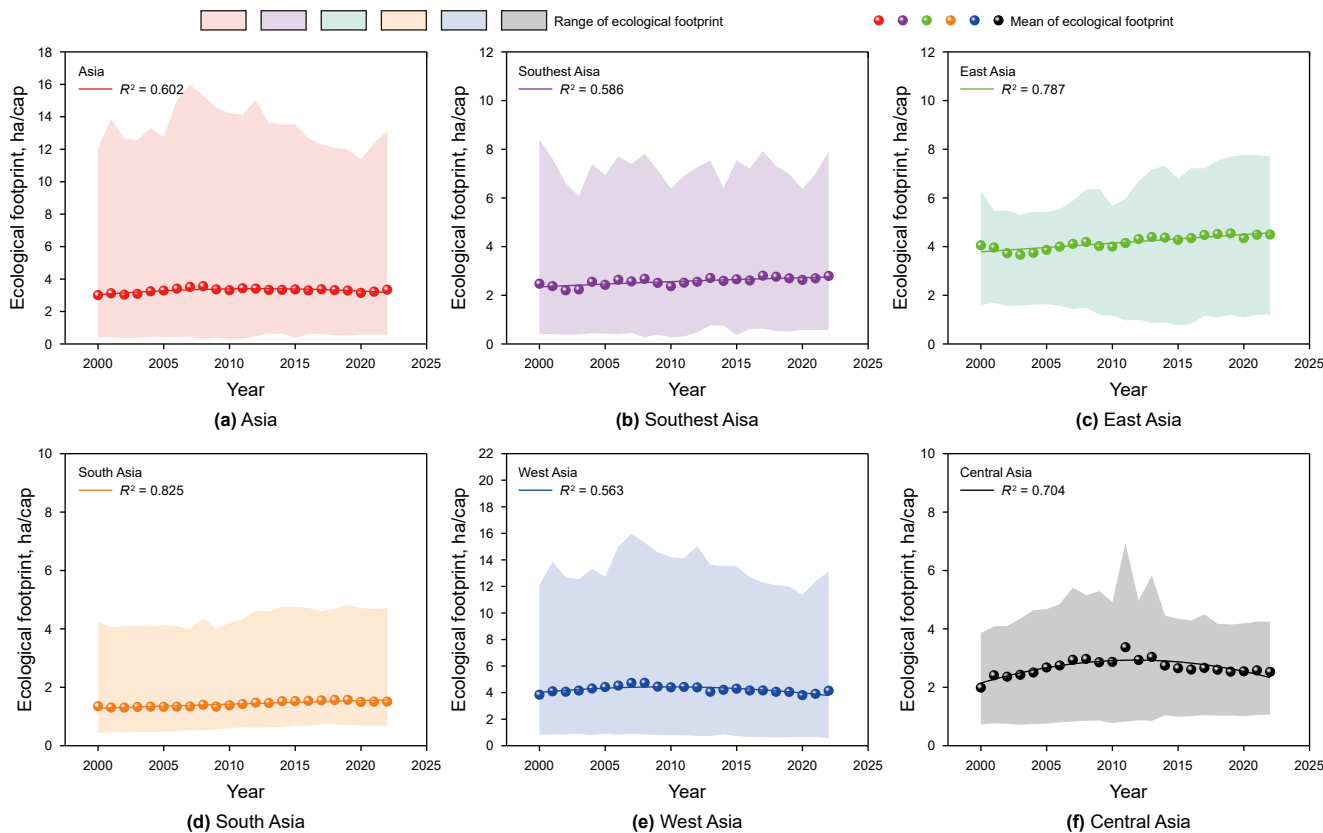 Range of ecological footprint
Mean of ecological footprint
Ecological footprint, ha/cap
18
16
14
12
10
8
6
4
2
0
Asia
R² = 0.602
2000 2005 2010 2015 2020 2025
Year
(a) Asia
Ecological footprint, ha/cap
12
10
8
6
4
2
0
Southest Aisa
R² = 0.586
2000 2005 2010 2015 2020 2025
Year
(b) Southest Aisa
Ecological footprint, ha/cap
12
10
8
6
4
2
0
East Asia
R² = 0.787
2000 2005 2010 2015 2020 2025
Year
(c) East Asia
Ecological footprint, ha/cap
10
8
6
4
2
0
South Asia
R² = 0.825
2000 2005 2010 2015 2020 2025
Year
(d) South Asia
Ecological footprint, ha/cap
22
20
18
16
14
12
10
8
6
4
2
0
West Asia
R² = 0.563
2000 2005 2010 2015 2020 2025
Year
(e) West Asia
Ecological footprint, ha/cap
10
8
6
4
2
0
Central Asia
R² = 0.704
2000 2005 2010 2015 2020 2025
Year
(f) Central Asia